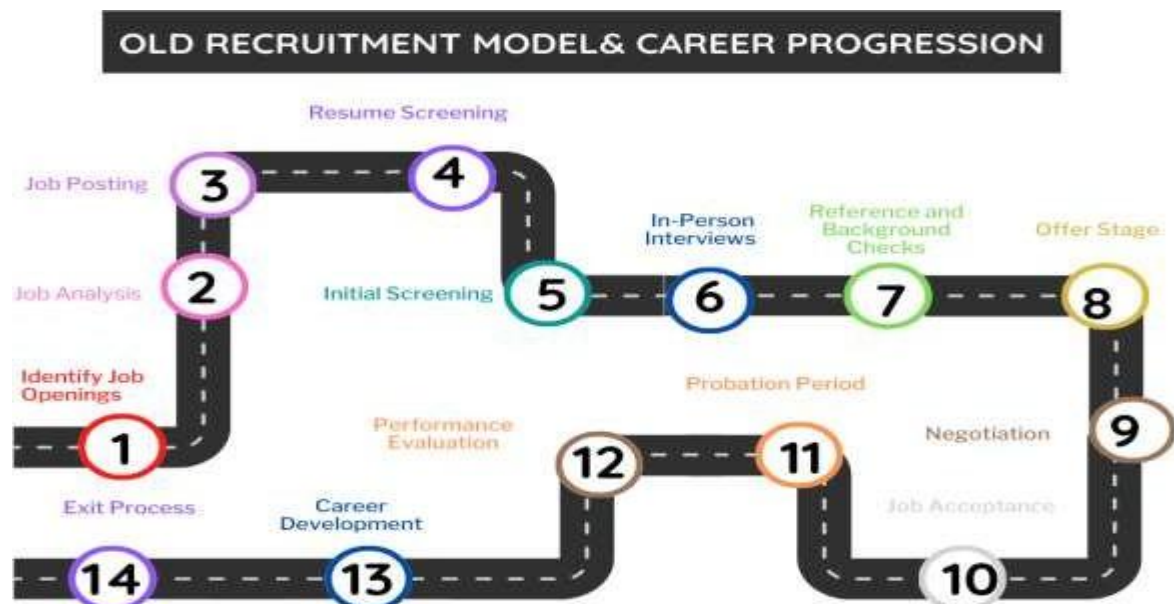 OLD RECRUITMENT MODEL& CAREER PROGRESSION
Resume Screening
Job Posting
3
4
In-Person
Interviews
Reference and
Background
Checks
Offer Stage
Job Analysis
2
Initial Screening
5
6
7
8
Identify Job
Openings
1
Performance
Evaluation
12
Probation Period
11
Negotiation
9
Exit Process
14
Career
Development
13
Job Acceptance
10